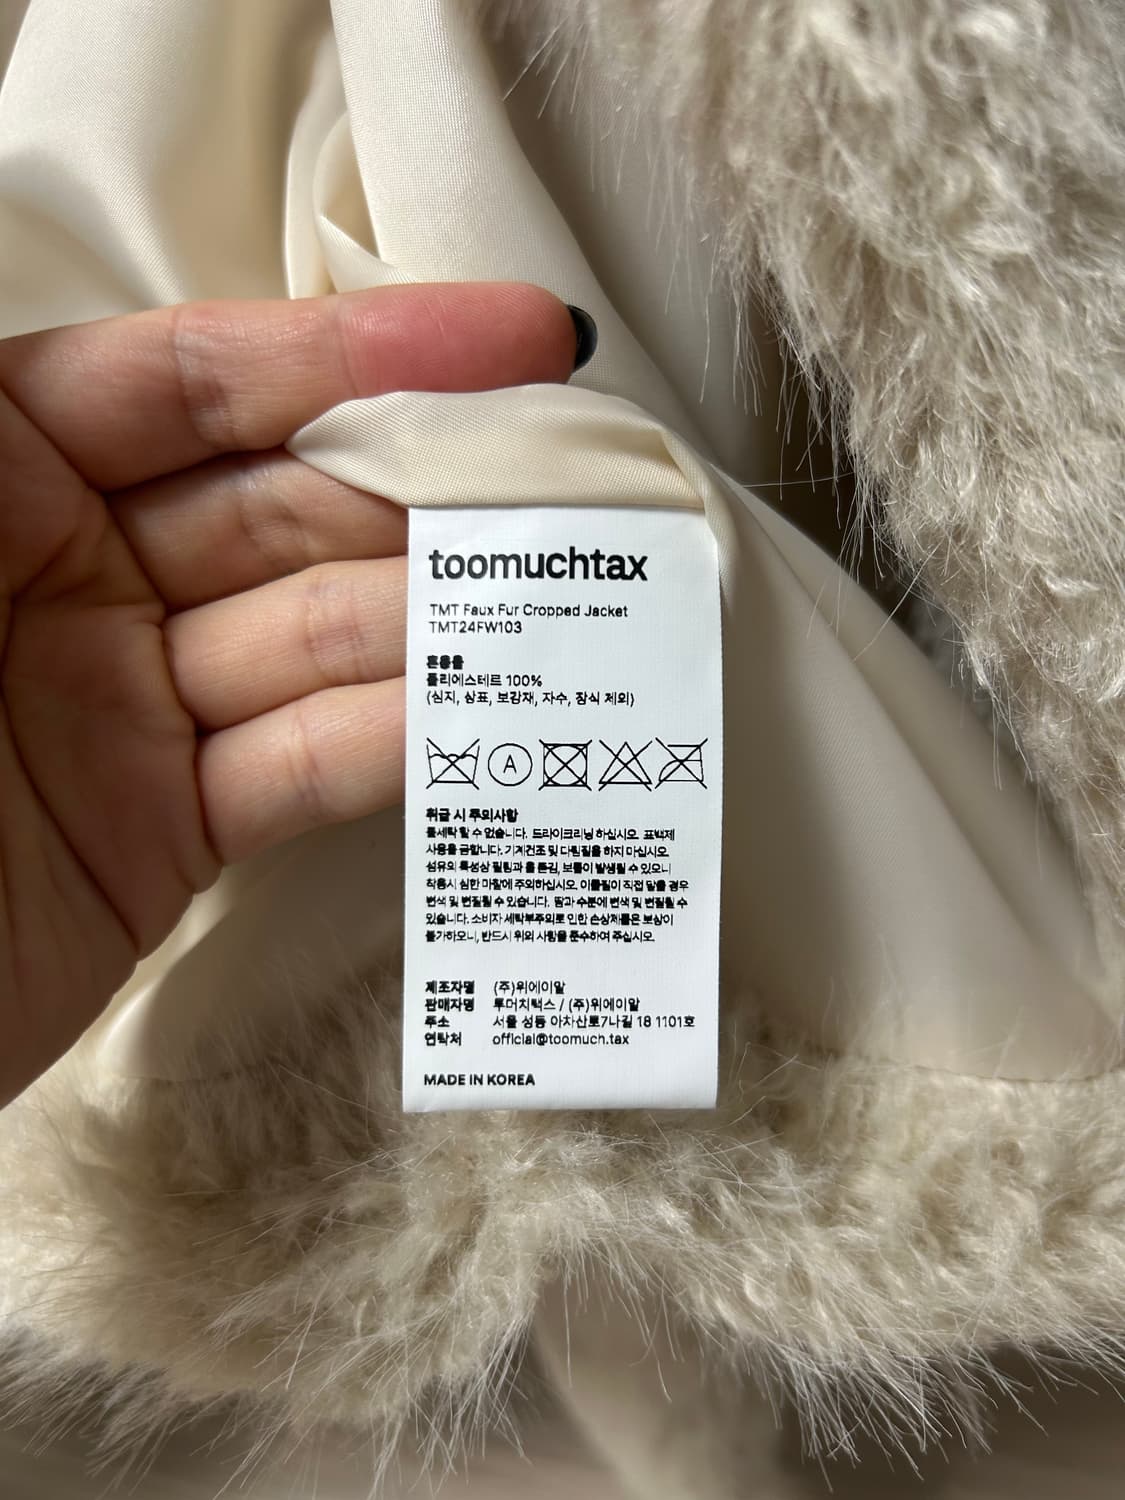 toomuchtax
TMT Faux Fur Cropped Jacket
TMT24FW103
혼용율
폴리에스테르 100%
(심지, 상표, 보강재, 자수, 장식 제외)
A
취급 시 주의사항
물세탁 할 수 없습니다. 드라이크리닝 하십시오. 표백제
사용을 금합니다. 기계건조 및 다림질을 하지 마십시오.
섬유의 특성상 필링과 올 뜯김, 보풀이 발생될 수 있으니
착용시 심한 마찰에 주의하십시오. 이물질이 직접 닿을 경우
변색 및 변질될 수 있습니다. 땀과 수분에 변색 및 변질될 수
있습니다. 소비자 세탁부주의로 인한 손상제품은 보상이
불가하오니, 반드시 위의 사항을 준수하여 주십시오.
제조자명 (주)위에이알
판매자명 투머치택스 / (주)위에이알
주소 서울 성동 아차산로7나길 18 1101호
연락처 official@toomuch.tax
MADE IN KOREA